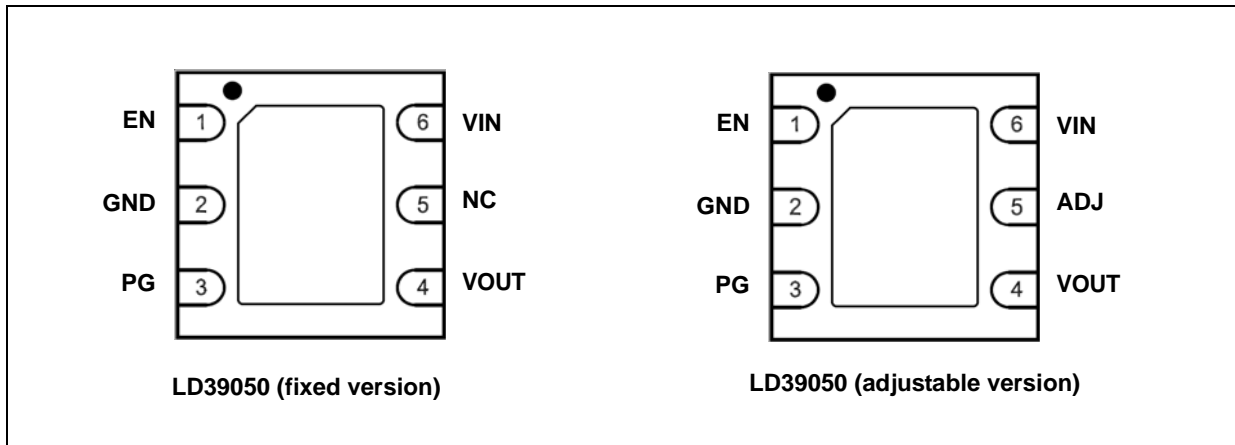 EN 1 6 VIN
GND 2 5 NC
PG 3 4 VOUT
LD39050 (fixed version)
EN 1 6 VIN
GND 2 5 ADJ
PG 3 4 VOUT
LD39050 (adjustable version)